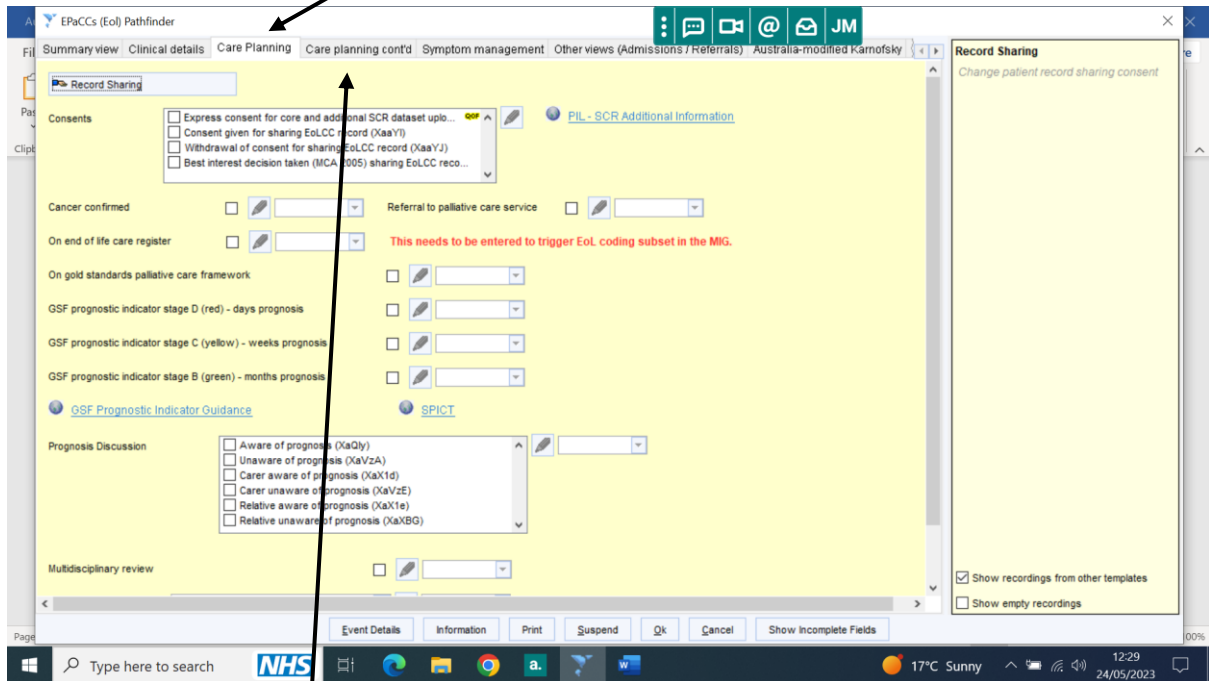 EPaCCs (Eol) Pathfinder
@ JM
Summary view Clinical details Care Planning Care planning cont'd Symptom management Other views (Admissions / Referrals) Australia-modified Karnofsky
Record Sharing
Change patient record sharing consent
Record Sharing
Consents
Express consent for core and additional SCR dataset uplo... QOF
Consent given for sharing EoLCC record (XaaYI)
Withdrawal of consent for sharing EoLCC record (XaaYJ)
Best interest decision taken (MCA 2005) sharing EoLCC reco...
PIL - SCR Additional Information
Cancer confirmed
Referral to palliative care service
On end of life care register
This needs to be entered to trigger EoL coding subset in the MIG.
On gold standards palliative care framework
GSF prognostic indicator stage D (red) - days prognosis
GSF prognostic indicator stage C (yellow) - weeks prognosis
GSF prognostic indicator stage B (green) - months prognosis
GSF Prognostic Indicator Guidance
SPICT
Prognosis Discussion
Aware of prognosis (XaQly)
Unaware of prognosis (XaVzA)
Carer aware of prognosis (XaX1d)
Carer unaware of prognosis (XaVzE)
Relative aware of prognosis (XaX1e)
Relative unaware of prognosis (XaXBG)
Multidisciplinary review
Show recordings from other templates
Show empty recordings
Event Details Information Print Suspend Ok Cancel Show Incomplete Fields
Page
00%
Type here to search NHS a. 17°C Sunny 12:29
24/05/2023